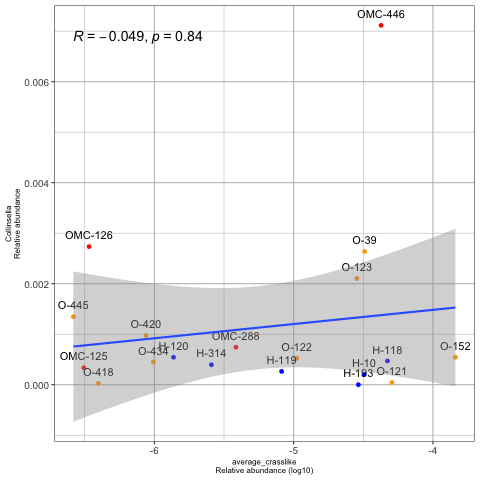 OMC-446
R = −0.049, p = 0.84
0.006
0.004
OMC-126
O-39
O-123
0.002
O-445
O-420
OMC-288
H-120
O-434
H-314
O-122
H-118
O-152
OMC-125
H-119
H-10
O-418
H-193
O-121
0.000
Collinsella
Relative abundance
-6
-5
-4
average_crasslike
Relative abundance (log10)